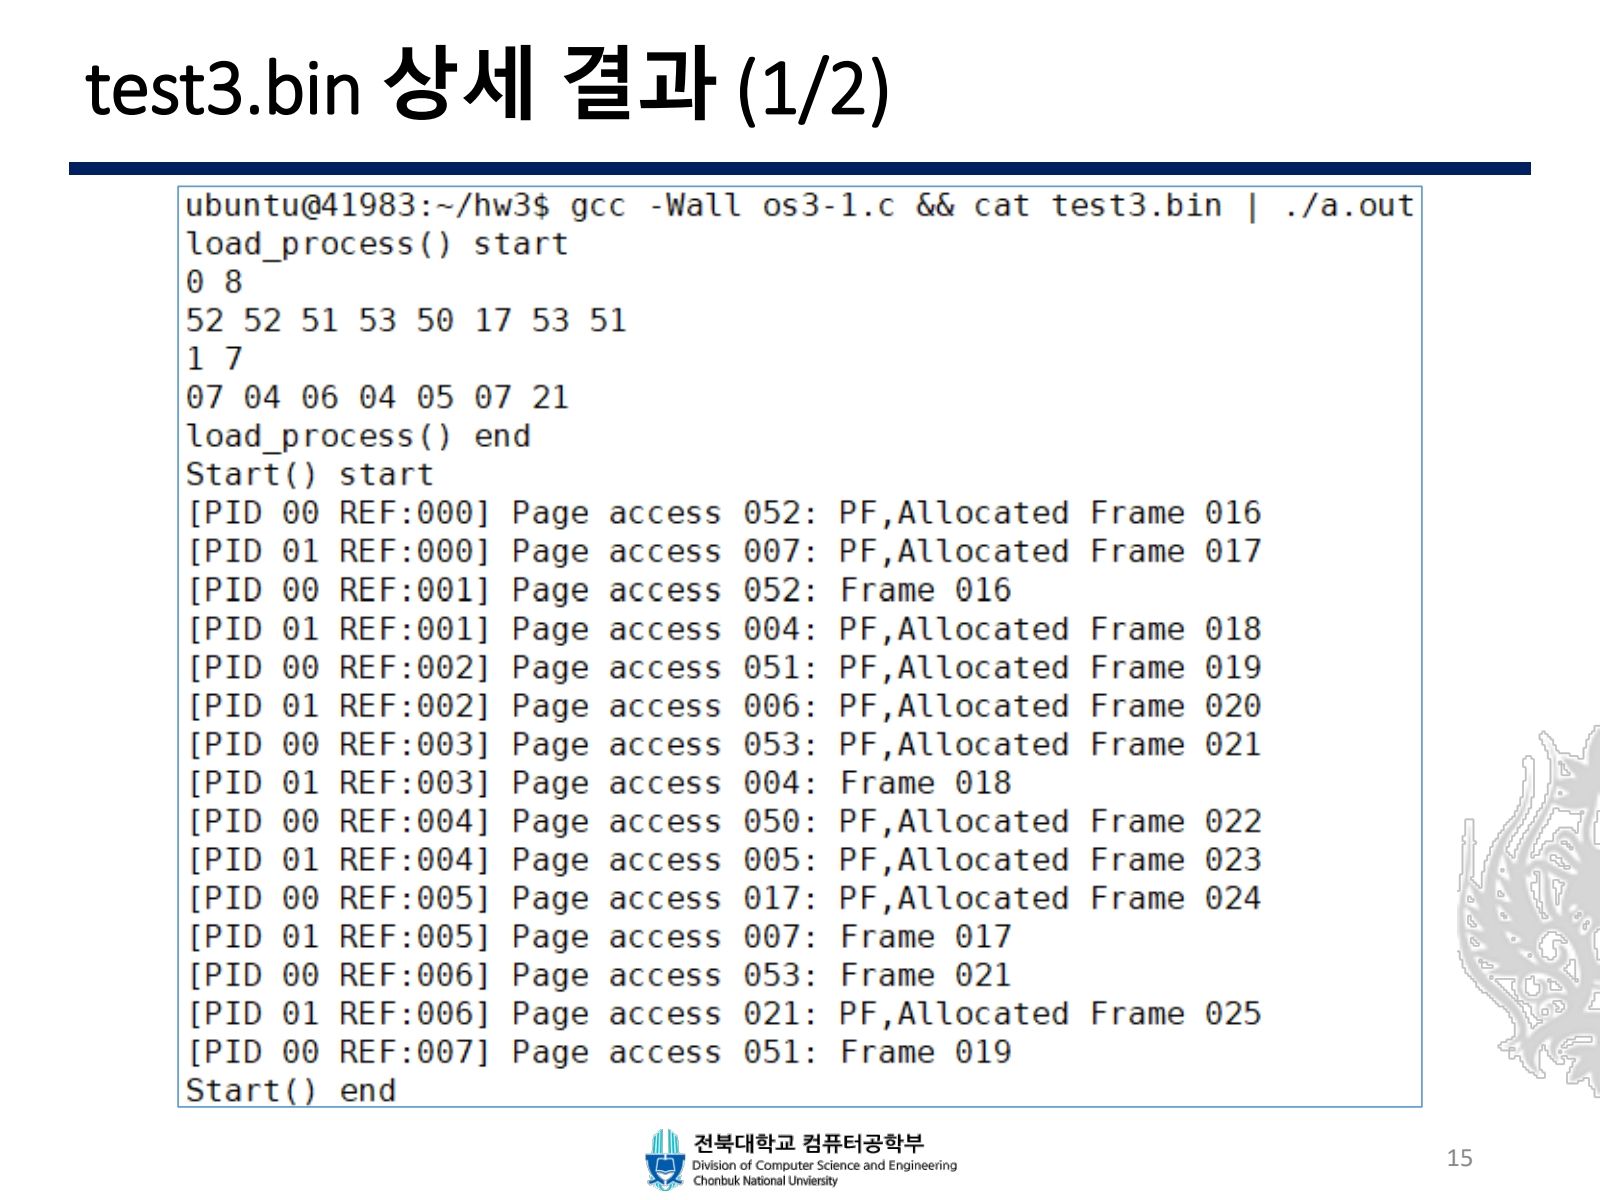 test3.bin 상세 결과 (1/2)
ubuntu@41983:~/hw3$ gcc -Wall os3-1.c && cat test3.bin | ./a.out
load_process() start
0 8
52 52 51 53 50 17 53 51
1 7
07 04 06 04 05 07 21
load_process() end
Start() start
[PID 00 REF:000] Page access 052: PF,Allocated Frame 016
[PID 01 REF:000] Page access 007: PF,Allocated Frame 017
[PID 00 REF:001] Page access 052: Frame 016
[PID 01 REF:001] Page access 004: PF,Allocated Frame 018
[PID 00 REF:002] Page access 051: PF,Allocated Frame 019
[PID 01 REF:002] Page access 006: PF,Allocated Frame 020
[PID 00 REF:003] Page access 053: PF,Allocated Frame 021
[PID 01 REF:003] Page access 004: Frame 018
[PID 00 REF:004] Page access 050: PF,Allocated Frame 022
[PID 01 REF:004] Page access 005: PF,Allocated Frame 023
[PID 00 REF:005] Page access 017: PF,Allocated Frame 024
[PID 01 REF:005] Page access 007: Frame 017
[PID 00 REF:006] Page access 053: Frame 021
[PID 01 REF:006] Page access 021: PF,Allocated Frame 025
[PID 00 REF:007] Page access 051: Frame 019
Start() end
전북대학교 컴퓨터공학부
Division of Computer Science and Engineering
Chonbuk National Unviersity
15